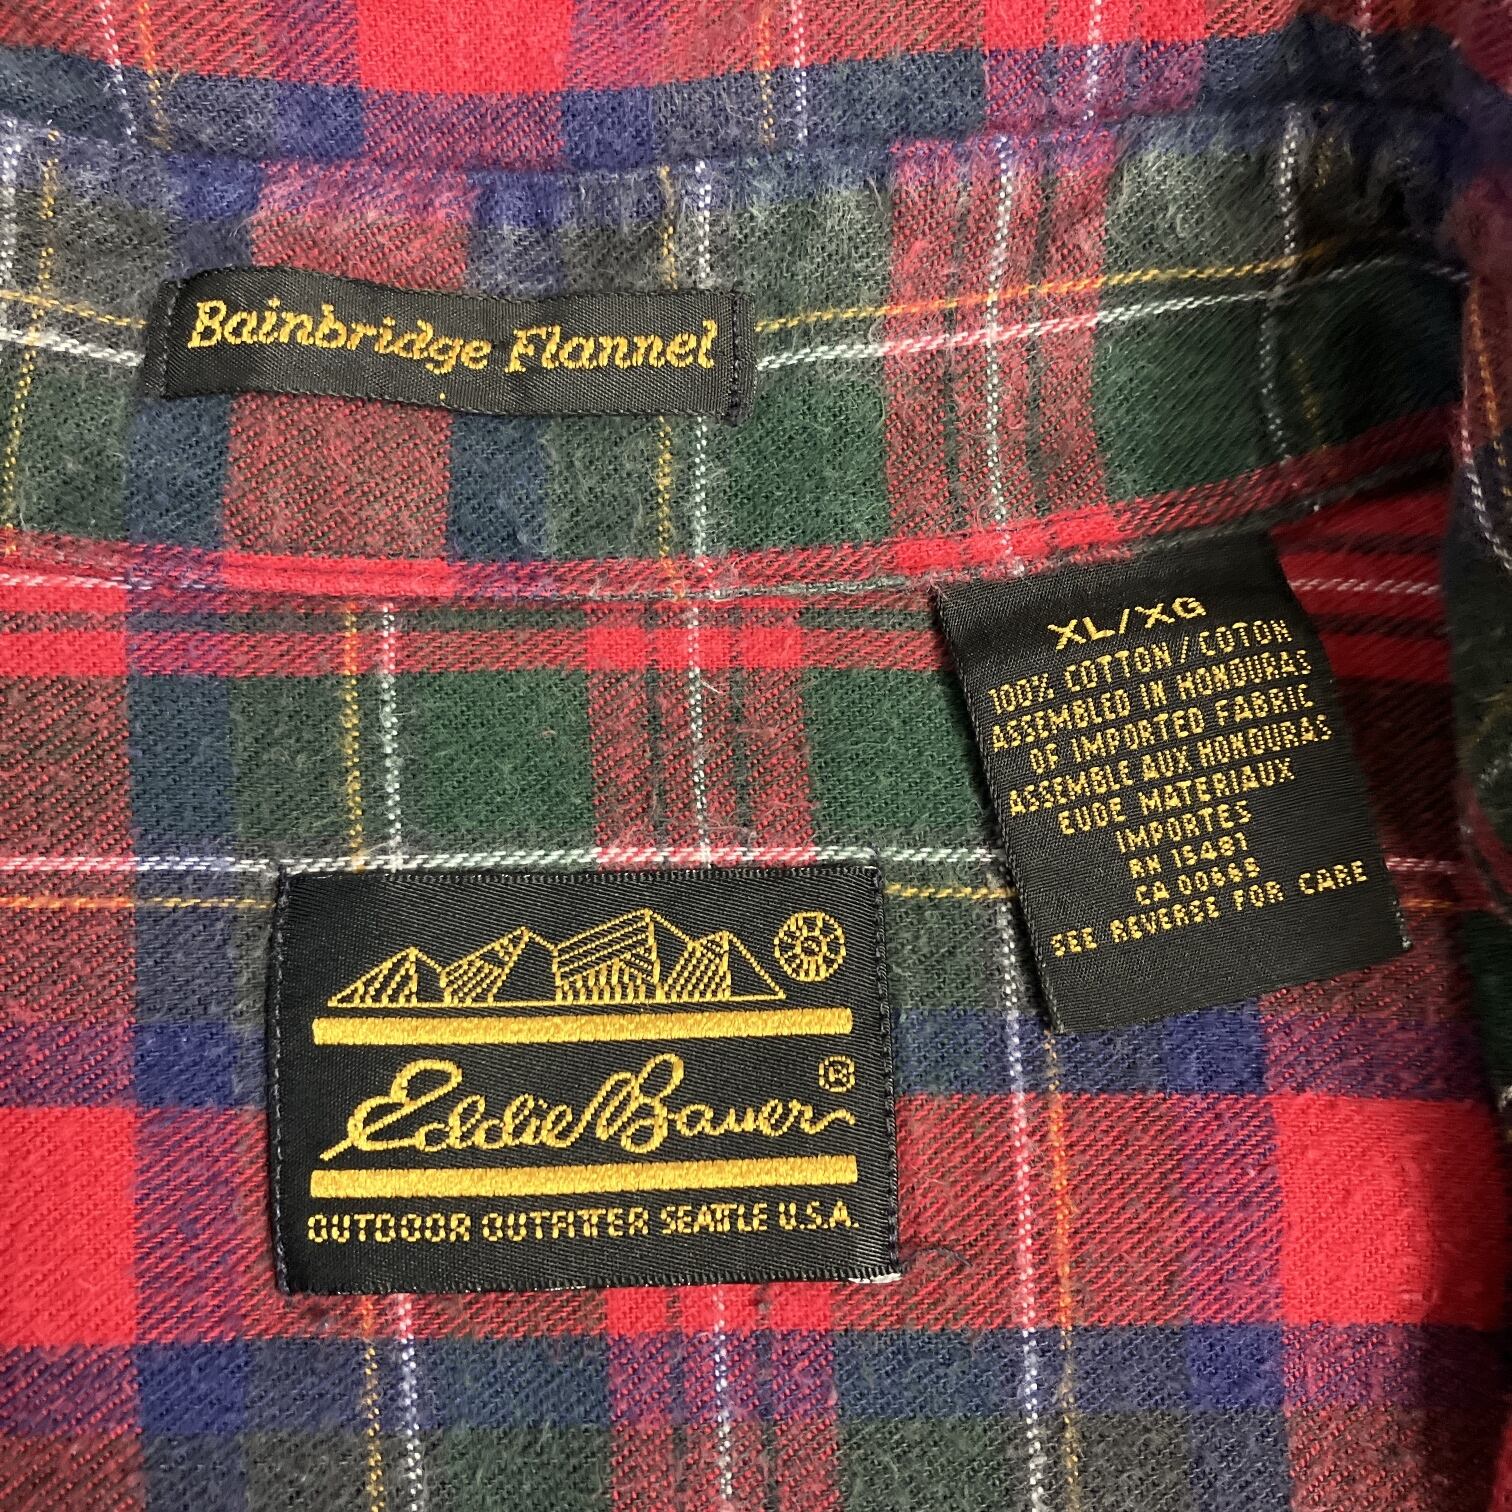 Bainbridge Flannel
XL/XG
100% COTTON/COTON
ASSEMBLED IN HONDURAS
OF IMPORTED FABRIC
ASSEMBLE AUX HONDURAS
EUDE MATERIAUX
IMPORTES
RN 15481
CA 00668
SEE REVERSE FOR CARE
Eddie Bauer ®
OUTDOOR OUTFITTER SEATTLE U.S.A.